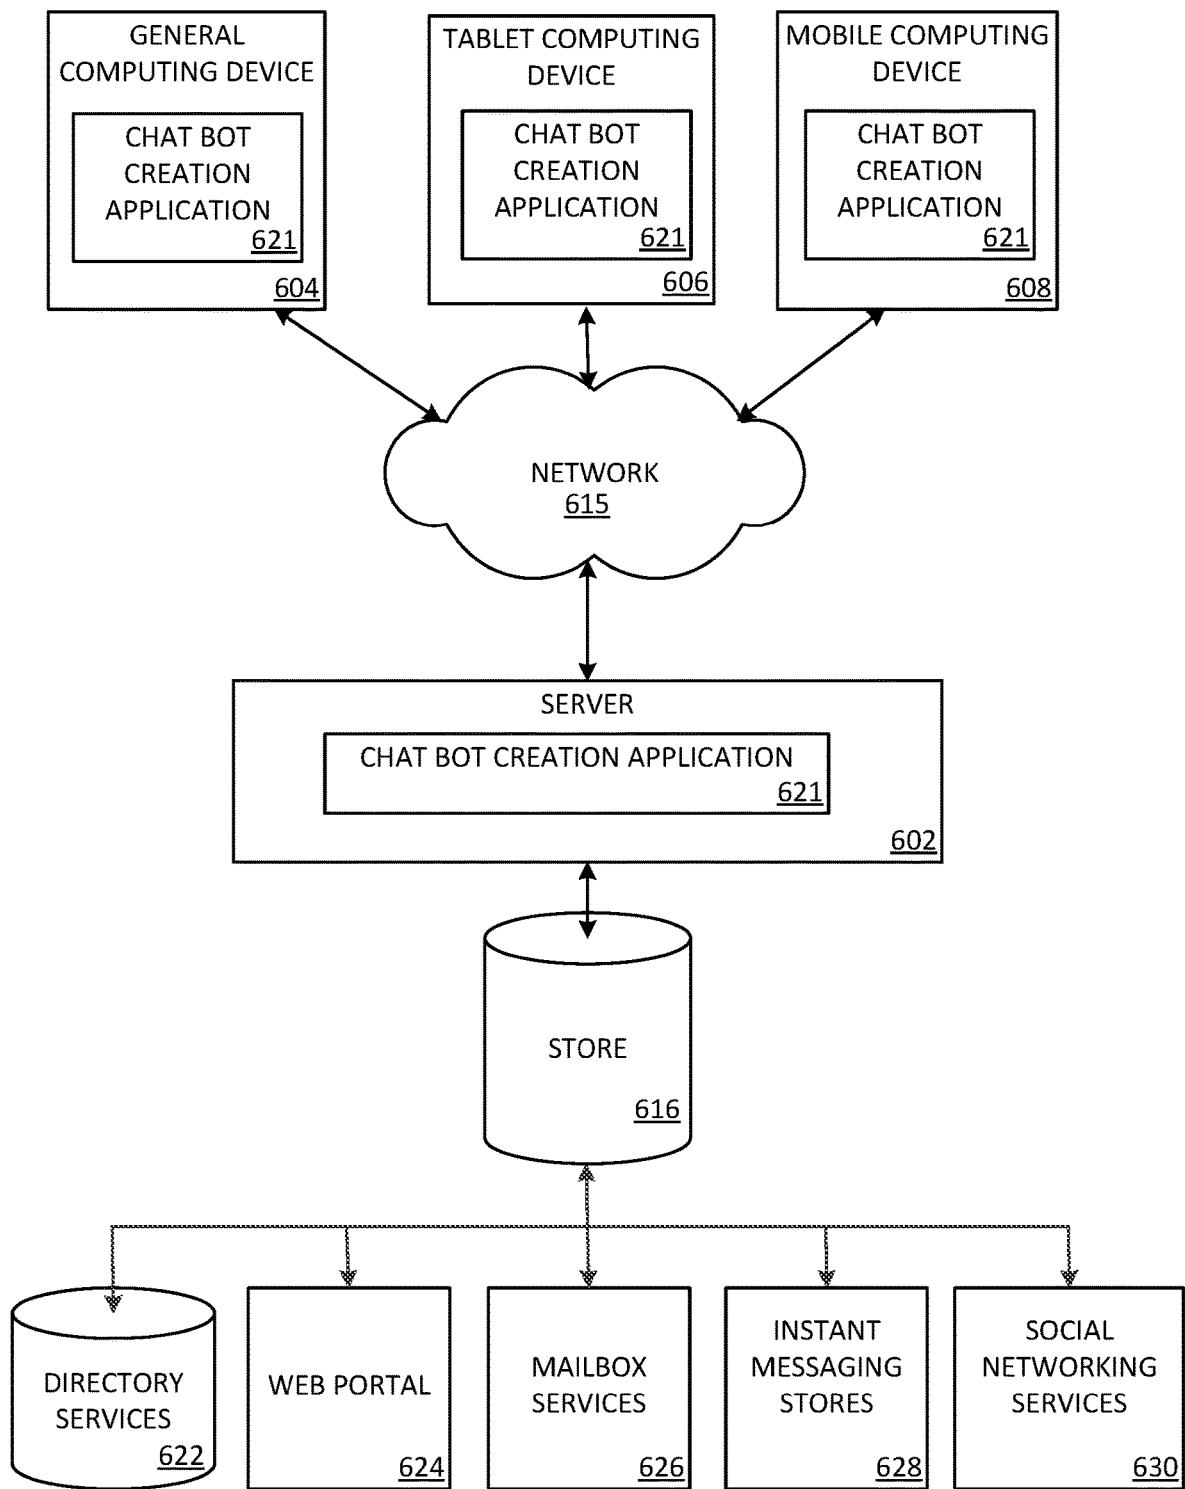 GENERAL
COMPUTING DEVICE
CHAT BOT
CREATION
APPLICATION
621
604
TABLET COMPUTING
DEVICE
CHAT BOT
CREATION
APPLICATION
621
606
MOBILE COMPUTING
DEVICE
CHAT BOT
CREATION
APPLICATION
621
608
NETWORK
615
SERVER
CHAT BOT CREATION APPLICATION
621
602
STORE
616
DIRECTORY
SERVICES
622
WEB PORTAL
624
MAILBOX
SERVICES
626
INSTANT
MESSAGING
STORES
628
SOCIAL
NETWORKING
SERVICES
630